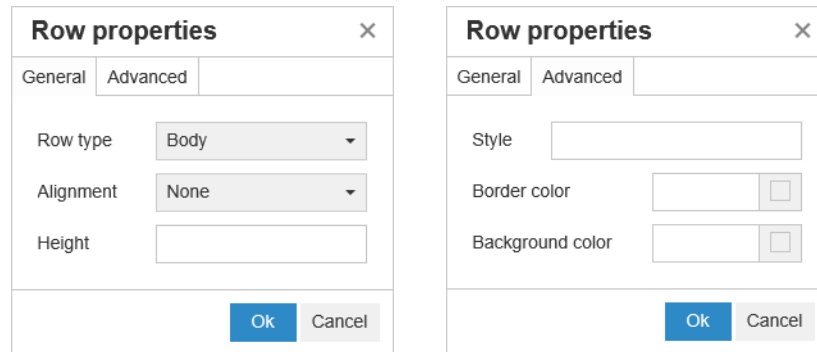 Row properties
General Advanced
Row type Body
Alignment None
Height
Ok Cancel
Row properties
General Advanced
Style
Border color
Background color
Ok Cancel